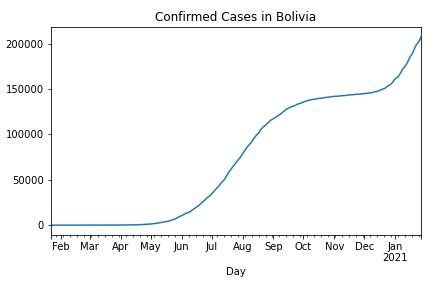 Confirmed Cases in Bolivia
200000
150000
100000
50000
0
Feb Mar Apr May Jun Jul Aug Sep Oct Nov Dec Jan
2021
Day